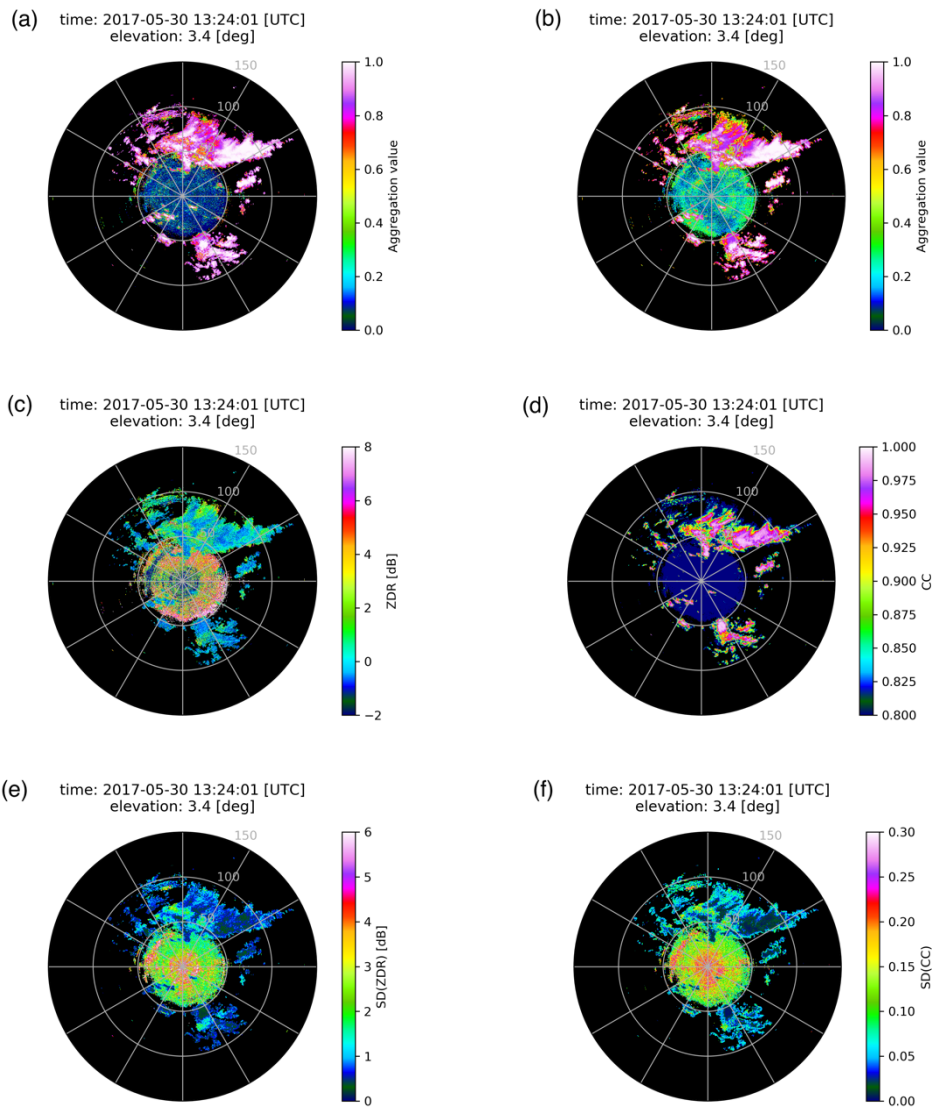 (a)
time: 2017-05-30 13:24:01 [UTC]
elevation: 3.4 [deg]
150
100
1.0
0.8
0.6
0.4
0.2
0.0
Aggregation value
(b)
time: 2017-05-30 13:24:01 [UTC]
elevation: 3.4 [deg]
150
100
1.0
0.8
0.6
0.4
0.2
0.0
Aggregation value
(c)
time: 2017-05-30 13:24:01 [UTC]
elevation: 3.4 [deg]
150
100
8
6
4
2
0
−2
ZDR [dB]
(d)
time: 2017-05-30 13:24:01 [UTC]
elevation: 3.4 [deg]
150
100
1.000
0.975
0.950
0.925
0.900
0.875
0.850
0.825
0.800
CC
(e)
time: 2017-05-30 13:24:01 [UTC]
elevation: 3.4 [deg]
150
100
6
5
4
3
2
1
0
SD(ZDR) [dB]
(f)
time: 2017-05-30 13:24:01 [UTC]
elevation: 3.4 [deg]
150
100
0.30
0.25
0.20
0.15
0.10
0.05
0.00
SD(CC)